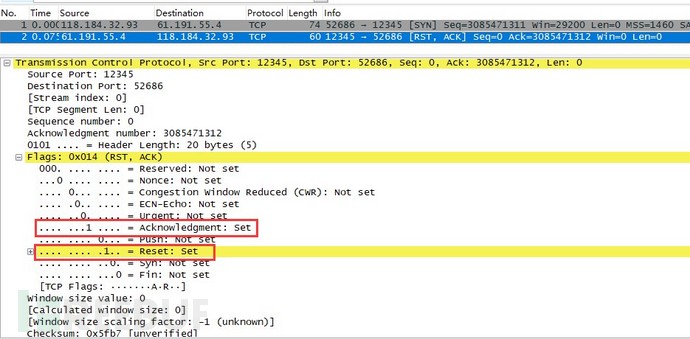 No. Time Source Destination Protocol Length Info
1 0.000 118.184.32.93 61.191.55.4 TCP 74 52686 → 12345 [SYN] Seq=3085471311 Win=29200 Len=0 MSS=1460 SA
2 0.075 61.191.55.4 118.184.32.93 TCP 60 12345 → 52686 [RST, ACK] Seq=0 Ack=3085471312 Win=0 Len=0
Transmission Control Protocol, Src Port: 12345, Dst Port: 52686, Seq: 0, Ack: 3085471312, Len: 0
Source Port: 12345
Destination Port: 52686
[Stream index: 0]
[TCP Segment Len: 0]
Sequence number: 0
Acknowledgment number: 3085471312
0101 .... = Header Length: 20 bytes (5)
Flags: 0x014 (RST, ACK)
000. .... .... = Reserved: Not set
...0 .... .... = Nonce: Not set
.... 0... .... = Congestion Window Reduced (CWR): Not set
.... .0.. .... = ECN-Echo: Not set
.... ..0. .... = Urgent: Not set
.... ...1 .... = Acknowledgment: Set
.... .... 0... = Push: Not set
.... .... .1.. = Reset: Set
.... .... ..0. = Syn: Not set
.... .... ...0 = Fin: Not set
[TCP Flags: ·······A·R··]
Window size value: 0
[Calculated window size: 0]
[Window size scaling factor: -1 (unknown)]
Checksum: 0x5fb7 [unverified]